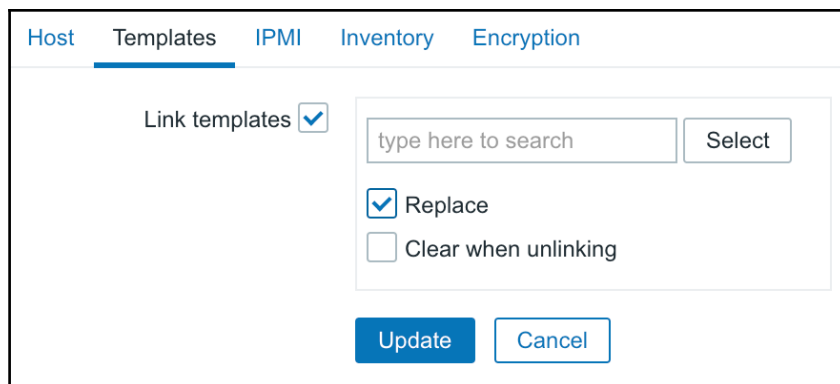 Host Templates IPMI Inventory Encryption
Link templates
type here to search Select
Replace
Clear when unlinking
Update Cancel